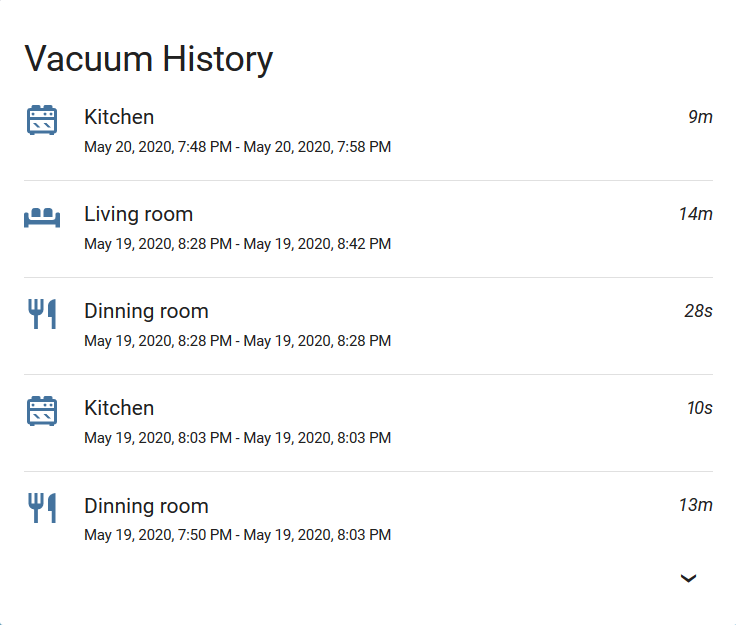 Vacuum History
Kitchen 9m
May 20, 2020, 7:48 PM - May 20, 2020, 7:58 PM
Living room 14m
May 19, 2020, 8:28 PM - May 19, 2020, 8:42 PM
Dinning room 28s
May 19, 2020, 8:28 PM - May 19, 2020, 8:28 PM
Kitchen 10s
May 19, 2020, 8:03 PM - May 19, 2020, 8:03 PM
Dinning room 13m
May 19, 2020, 7:50 PM - May 19, 2020, 8:03 PM